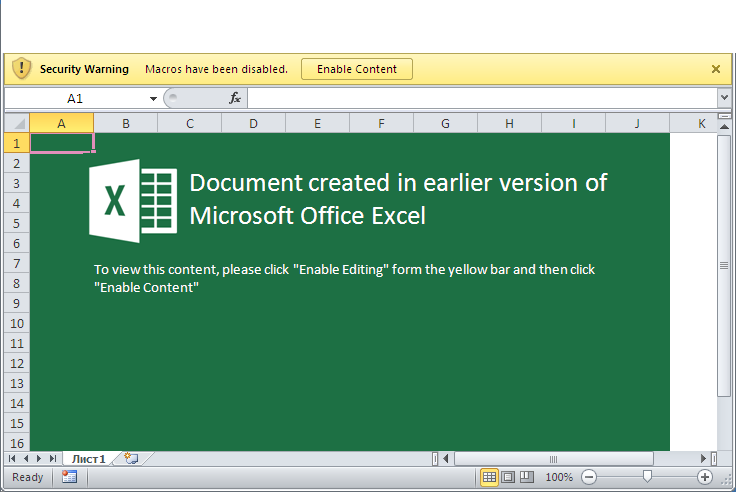 Security Warning Macros have been disabled. Enable Content
A1 fx
A B C D E F G H I J K
1
2
3
4
5
6
7
8
9
10
11
12
13
14
15
16
X
Document created in earlier version of
Microsoft Office Excel
To view this content, please click "Enable Editing" form the yellow bar and then click
"Enable Content"
Лист1
Ready 100%